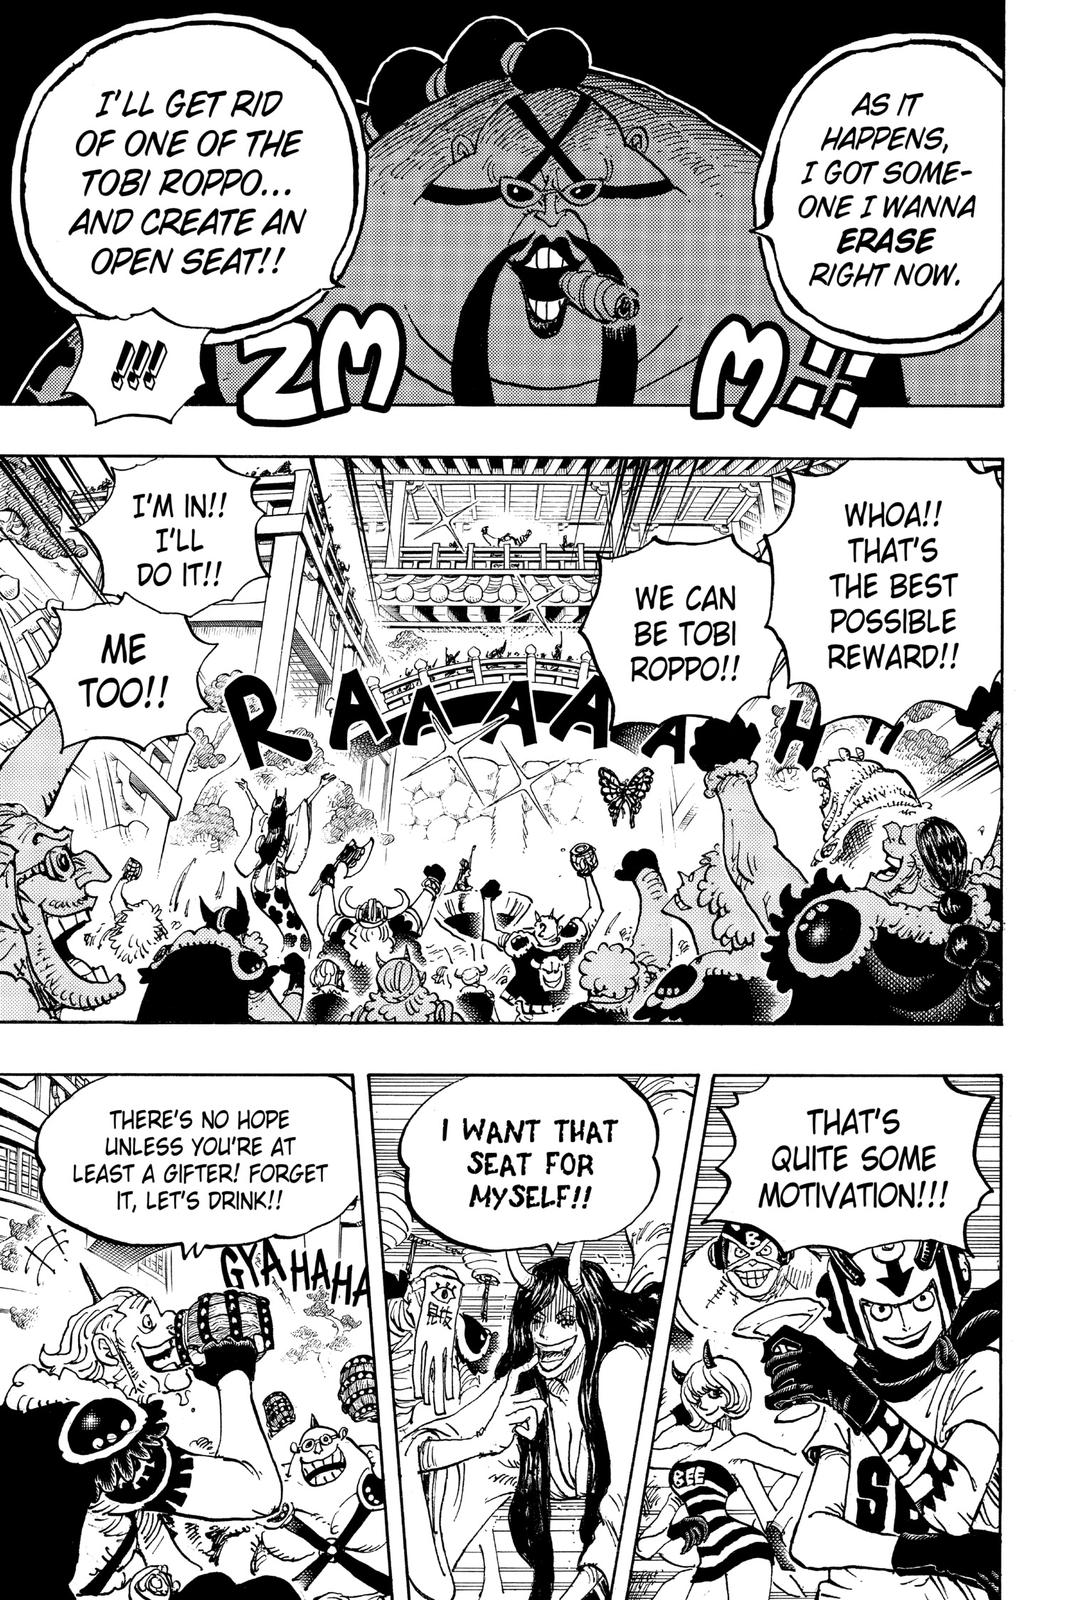 AS IT
HAPPENS,
I GOT SOME-
ONE I WANNA
ERASE
RIGHT NOW.
I'LL GET RID
OF ONE OF THE
TOBI ROPPO...
AND CREATE AN
OPEN SEAT!!
!!!
ZM
M!!
WHOA!!
THAT'S
THE BEST
POSSIBLE
REWARD!!
WE CAN
BE TOBI
ROPPO!!
I'M IN!!
I'LL
DO IT!!
ME
TOO!!
RAAAAAHH
THAT'S
QUITE SOME
MOTIVATION!!!
B
BEE
I WANT THAT
SEAT FOR
MYSELF!!
THERE'S NO HOPE
UNLESS YOU'RE AT
LEAST A GIFTER! FORGET
IT, LET'S DRINK!!
GYAHAHA